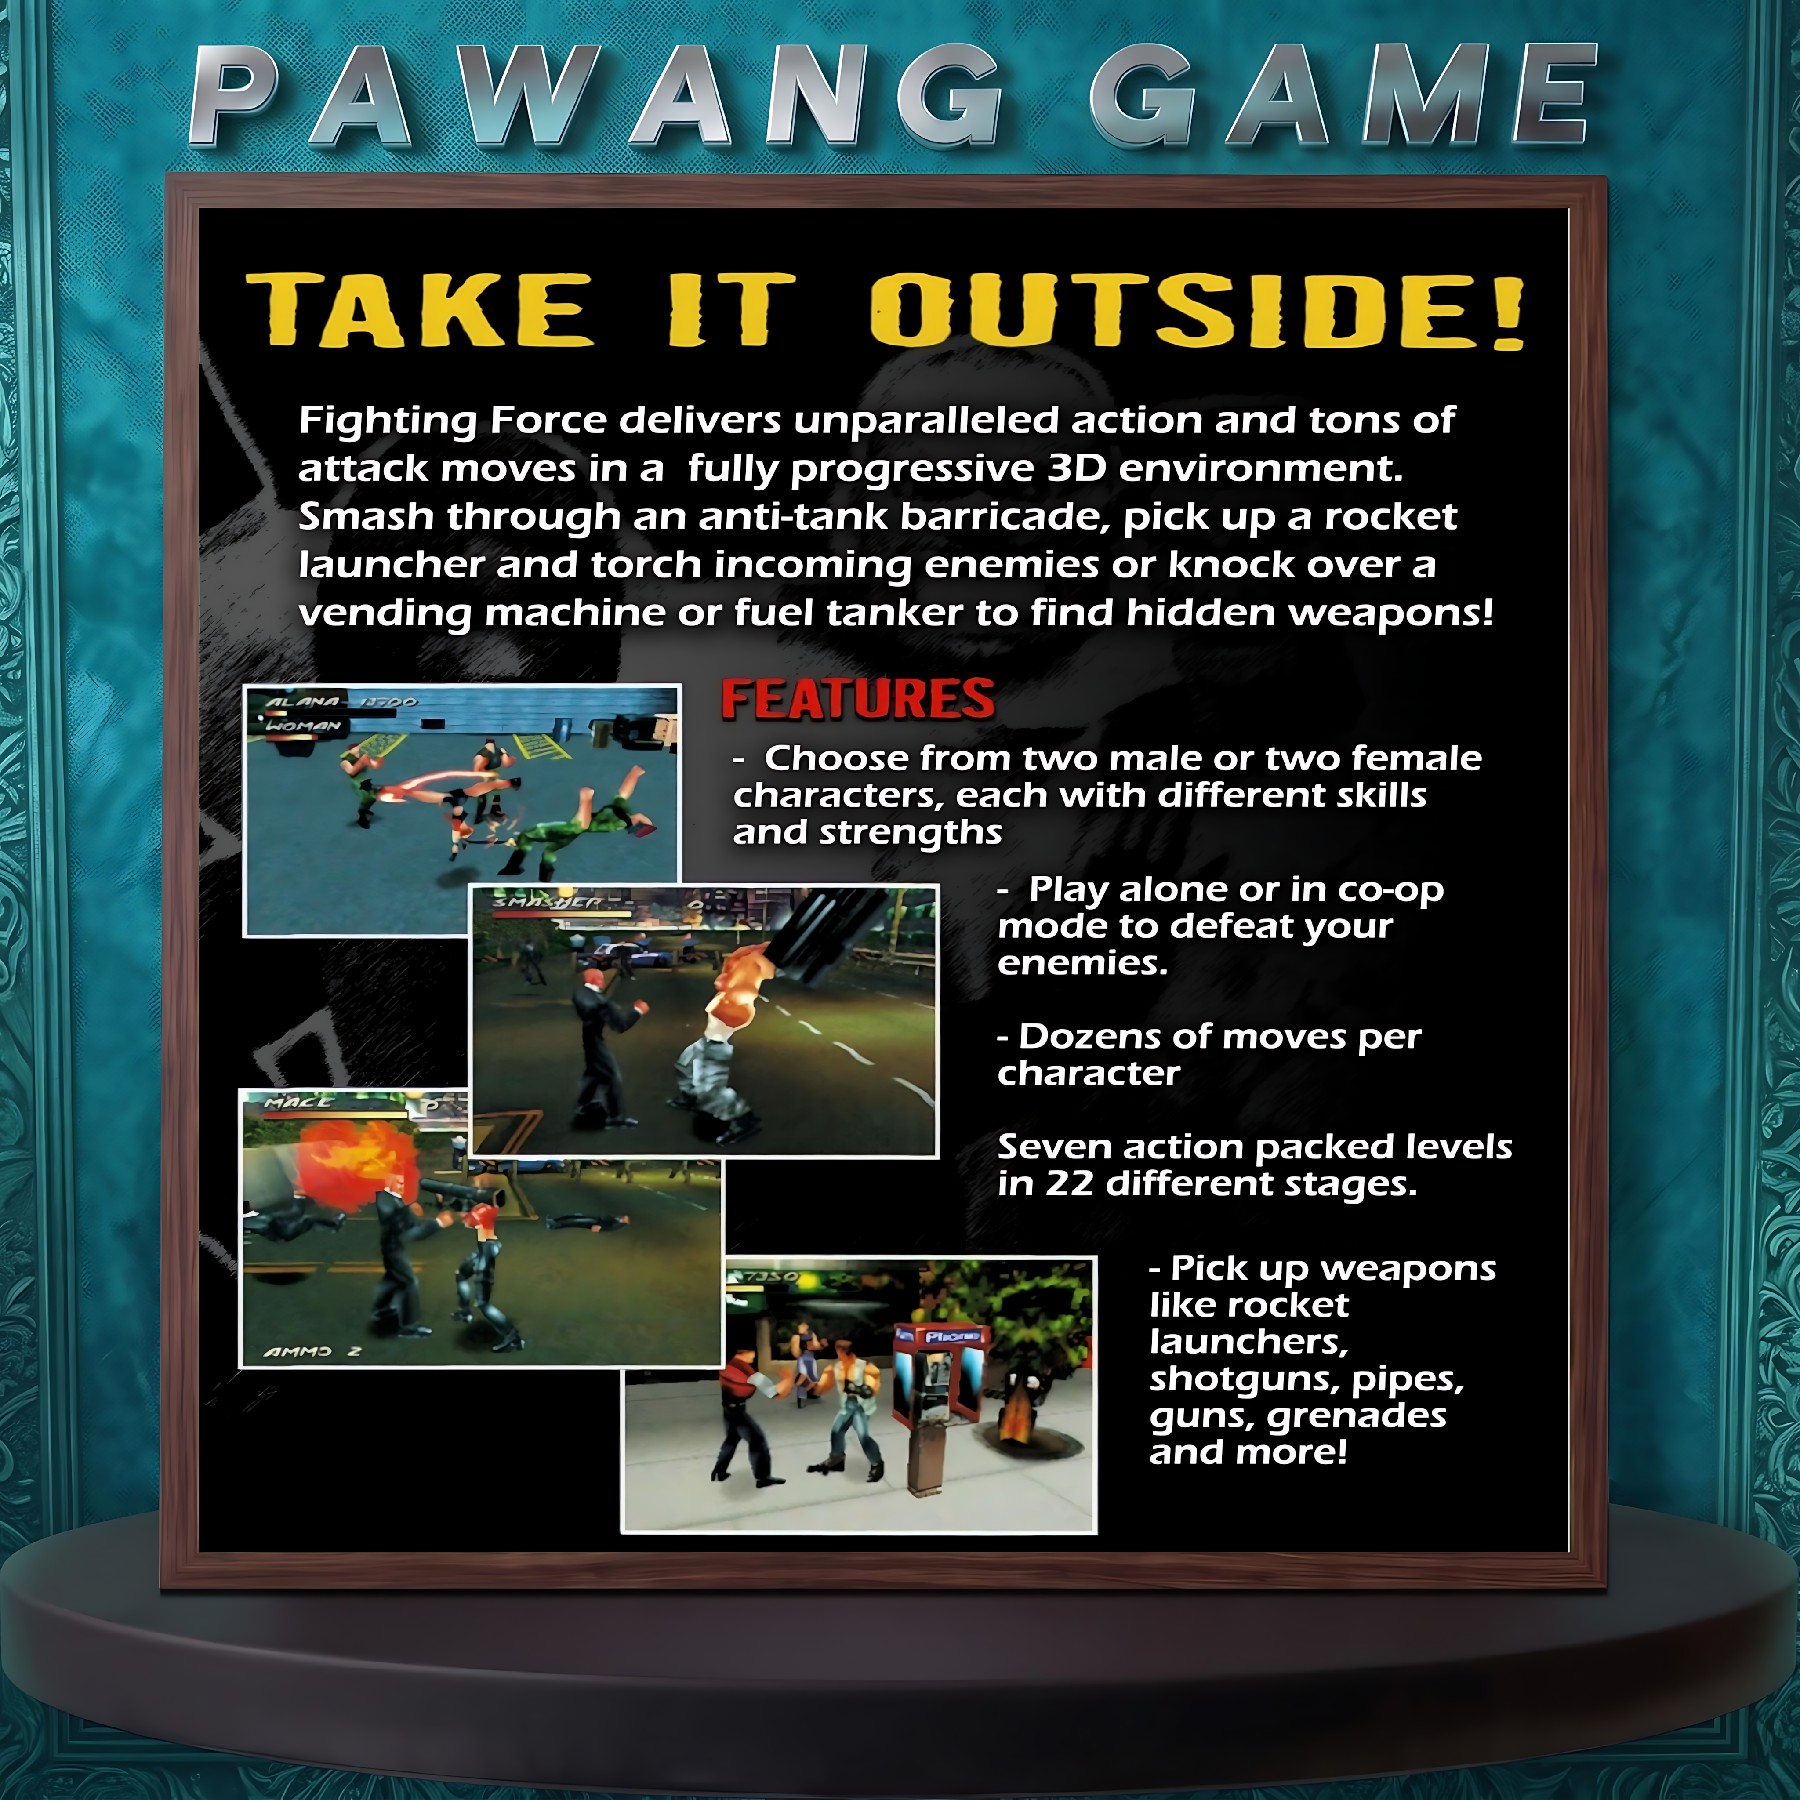 PAWANG GAME
TAKE IT OUTSIDE!
Fighting Force delivers unparalleled action and tons of
attack moves in a fully progressive 3D environment.
Smash through an anti-tank barricade, pick up a rocket
launcher and torch incoming enemies or knock over a
vending machine or fuel tanker to find hidden weapons!
FEATURES
- Choose from two male or two female
characters, each with different skills
and strengths
- Play alone or in co-op
mode to defeat your
enemies.
- Dozens of moves per
character
Seven action packed levels
in 22 different stages.
- Pick up weapons
like rocket
launchers,
shotguns, pipes,
guns, grenades
and more!
ALANA 13700
WOMAN
SMASHER 0
MACE 0
AMMO 2
7350
Phone